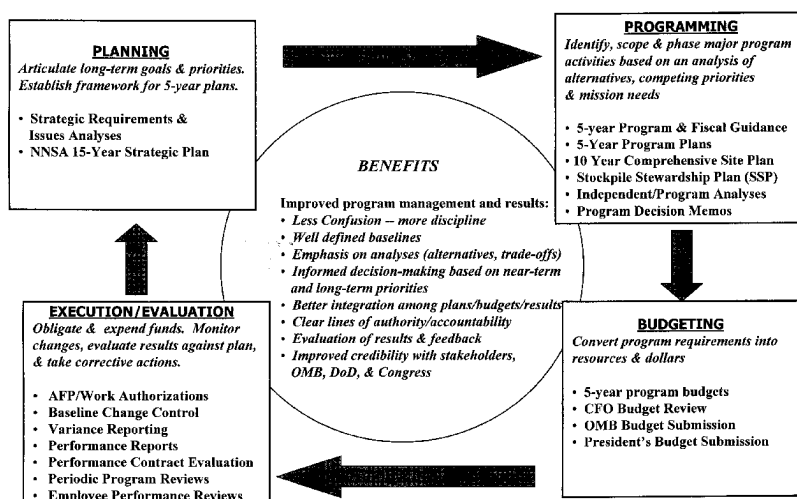 PLANNING
Articulate long-term goals & priorities.
Establish framework for 5-year plans.
• Strategic Requirements &
Issues Analyses
• NNSA 15-Year Strategic Plan
PROGRAMMING
Identify, scope & phase major program
activities based on an analysis of
alternatives, competing priorities
& mission needs
• 5-year Program & Fiscal Guidance
• 5-Year Program Plans
• 10 Year Comprehensive Site Plan
• Stockpile Stewardship Plan (SSP)
• Independent/Program Analyses
• Program Decision Memos
BENEFITS
Improved program management and results:
• Less Confusion -- more discipline
• Well defined baselines
• Emphasis on analyses (alternatives, trade-offs)
• Informed decision-making based on near-term
and long-term priorities
• Better integration among plans/budgets/results
• Clear lines of authority/accountability
• Evaluation of results & feedback
• Improved credibility with stakeholders,
OMB, DoD, & Congress
EXECUTION/EVALUATION
Obligate & expend funds. Monitor
changes, evaluate results against plan,
& take corrective actions.
• AFP/Work Authorizations
• Baseline Change Control
• Variance Reporting
• Performance Reports
• Performance Contract Evaluation
• Periodic Program Reviews
• Employee Performance Reviews
BUDGETING
Convert program requirements into
resources & dollars
• 5-year program budgets
• CFO Budget Review
• OMB Budget Submission
• President's Budget Submission